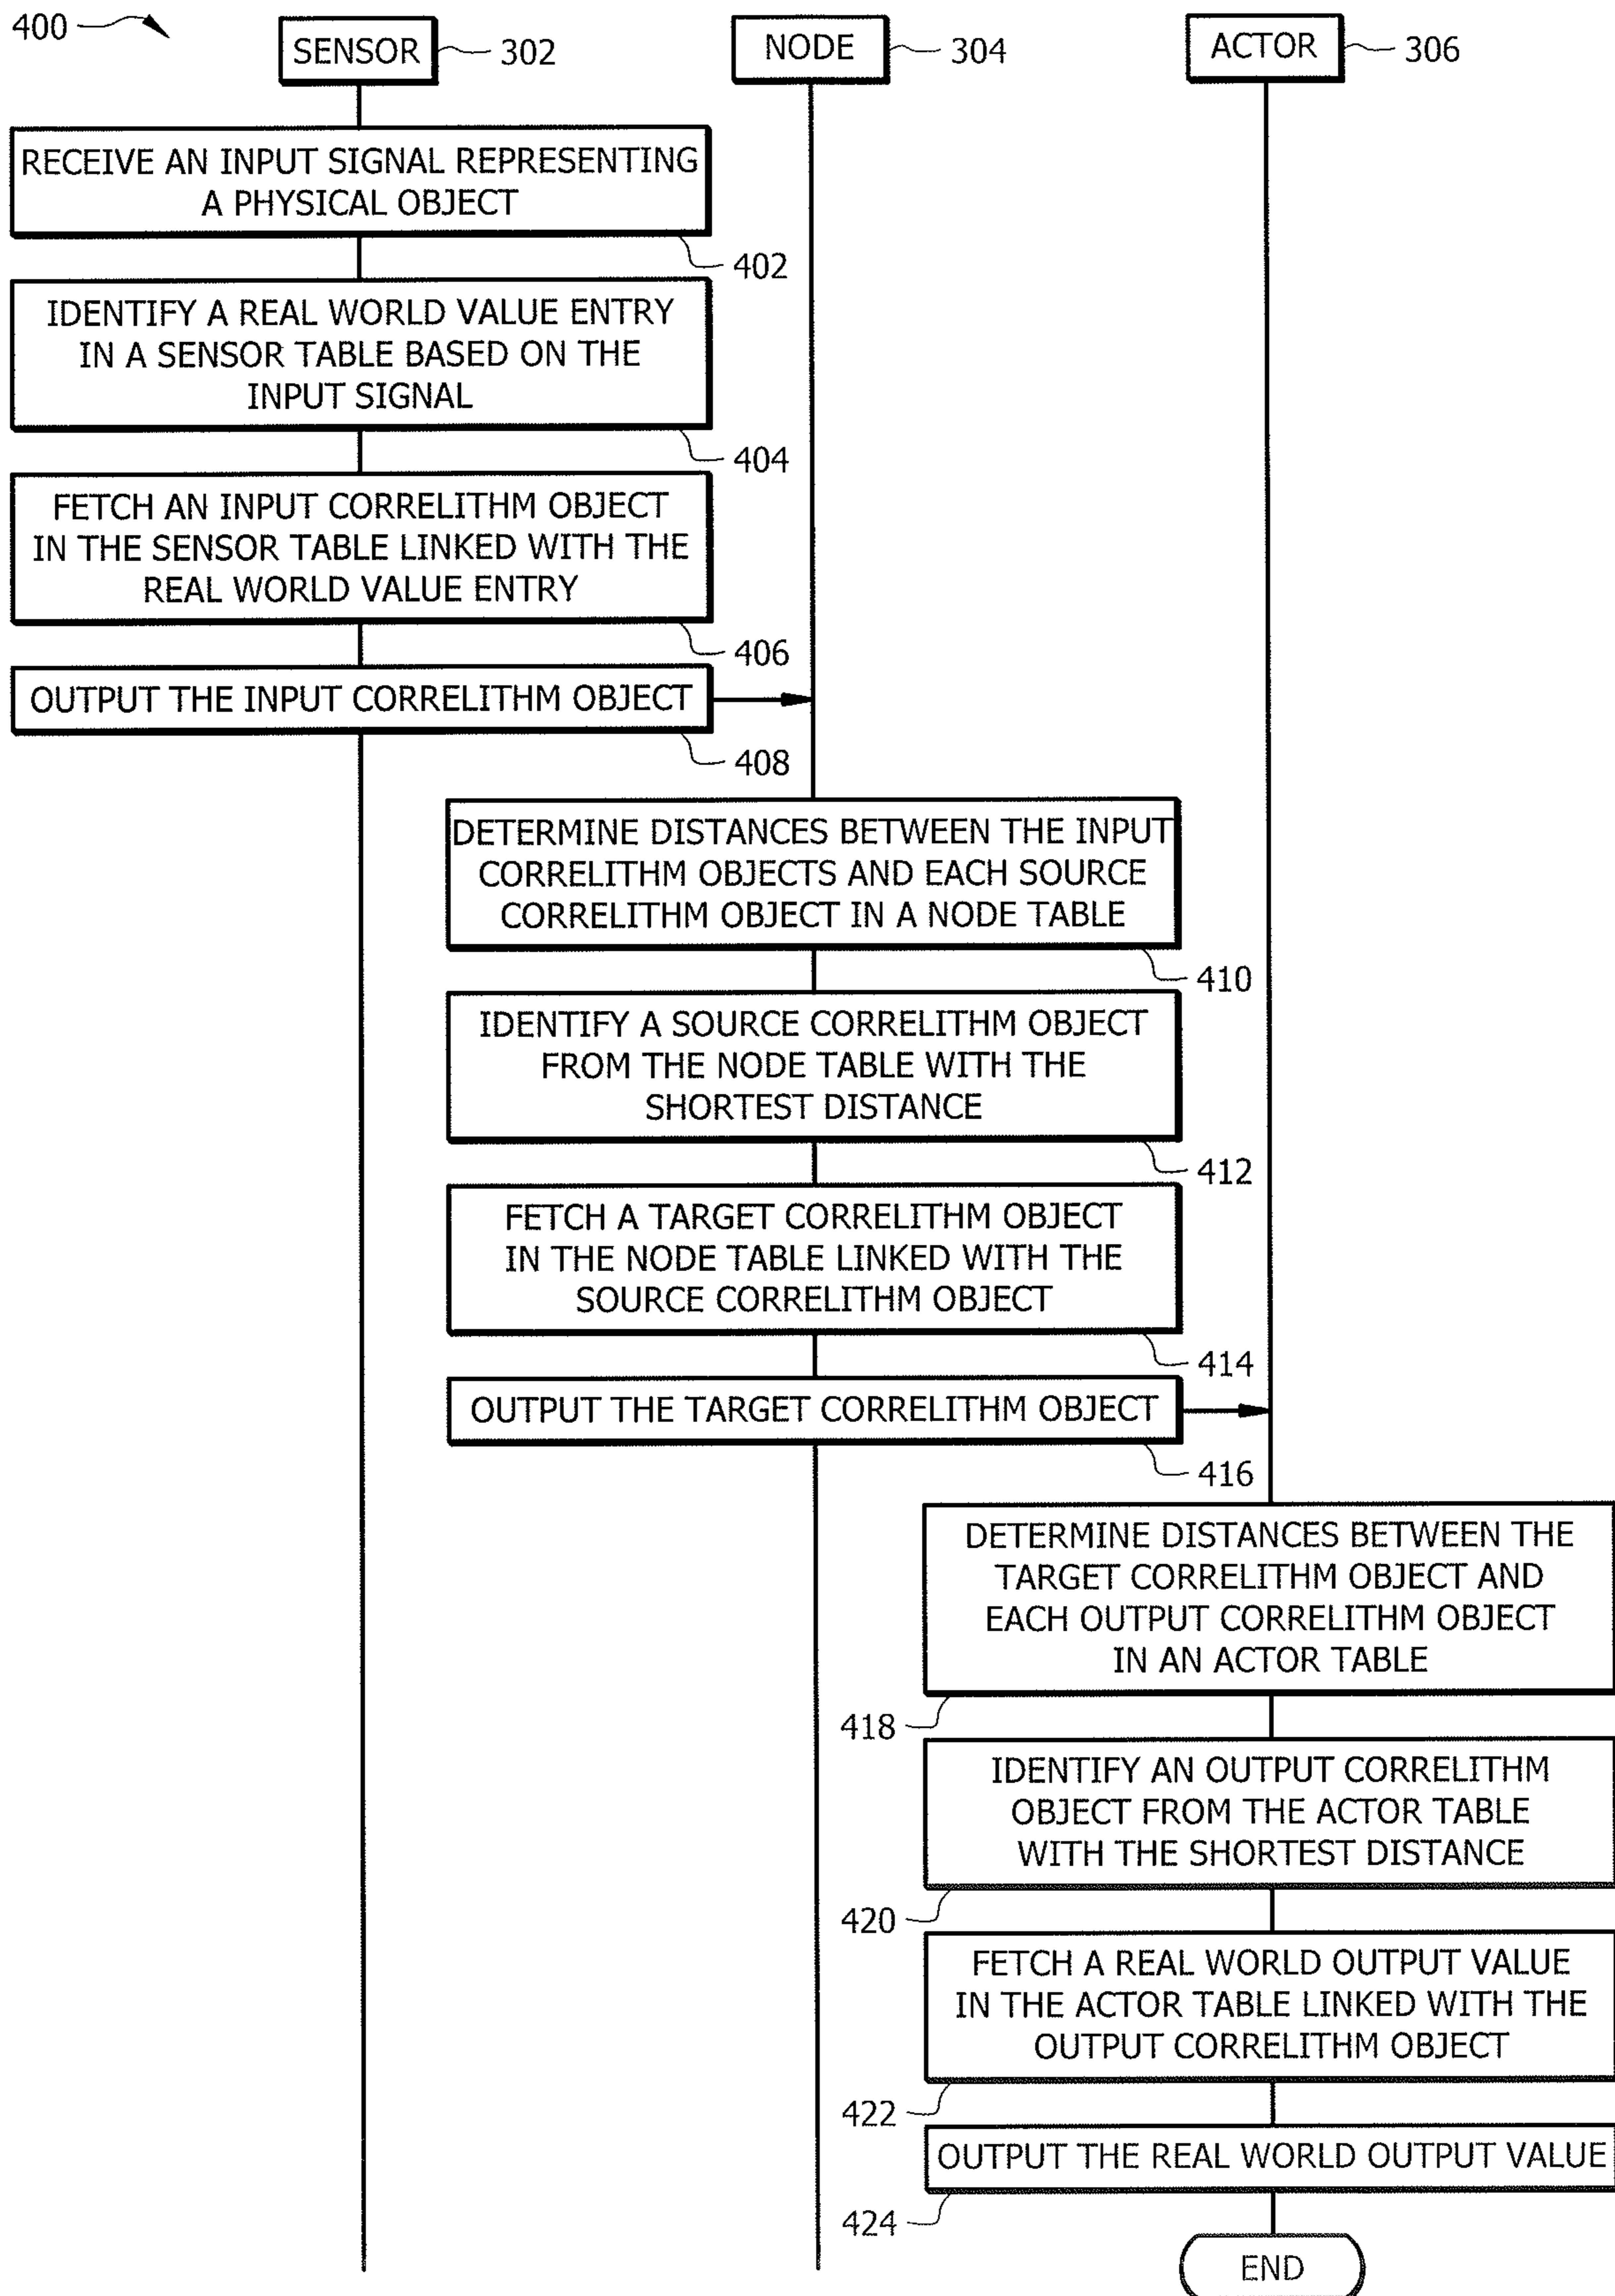 400
SENSOR
302
NODE
304
ACTOR
306
RECEIVE AN INPUT SIGNAL REPRESENTING
A PHYSICAL OBJECT
402
IDENTIFY A REAL WORLD VALUE ENTRY
IN A SENSOR TABLE BASED ON THE
INPUT SIGNAL
404
FETCH AN INPUT CORRELITHM OBJECT
IN THE SENSOR TABLE LINKED WITH THE
REAL WORLD VALUE ENTRY
406
OUTPUT THE INPUT CORRELITHM OBJECT
408
DETERMINE DISTANCES BETWEEN THE INPUT
CORRELITHM OBJECTS AND EACH SOURCE
CORRELITHM OBJECT IN A NODE TABLE
410
IDENTIFY A SOURCE CORRELITHM OBJECT
FROM THE NODE TABLE WITH THE
SHORTEST DISTANCE
412
FETCH A TARGET CORRELITHM OBJECT
IN THE NODE TABLE LINKED WITH THE
SOURCE CORRELITHM OBJECT
414
OUTPUT THE TARGET CORRELITHM OBJECT
416
DETERMINE DISTANCES BETWEEN THE
TARGET CORRELITHM OBJECT AND
EACH OUTPUT CORRELITHM OBJECT
IN AN ACTOR TABLE
418
IDENTIFY AN OUTPUT CORRELITHM
OBJECT FROM THE ACTOR TABLE
WITH THE SHORTEST DISTANCE
420
FETCH A REAL WORLD OUTPUT VALUE
IN THE ACTOR TABLE LINKED WITH THE
OUTPUT CORRELITHM OBJECT
422
OUTPUT THE REAL WORLD OUTPUT VALUE
424
END